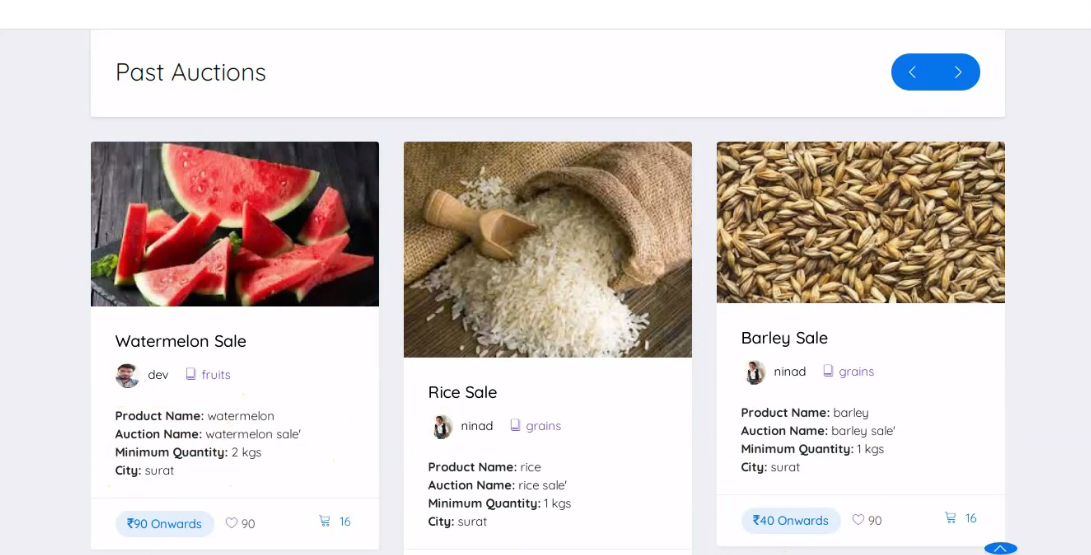 Past Auctions
Watermelon Sale
dev fruits
Product Name: watermelon
Auction Name: watermelon sale'
Minimum Quantity: 2 kgs
City: surat
₹90 Onwards 90 16
Rice Sale
ninad grains
Product Name: rice
Auction Name: rice sale'
Minimum Quantity: 1 kgs
City: surat
Barley Sale
ninad grains
Product Name: barley
Auction Name: barley sale'
Minimum Quantity: 1 kgs
City: surat
₹40 Onwards 90 16